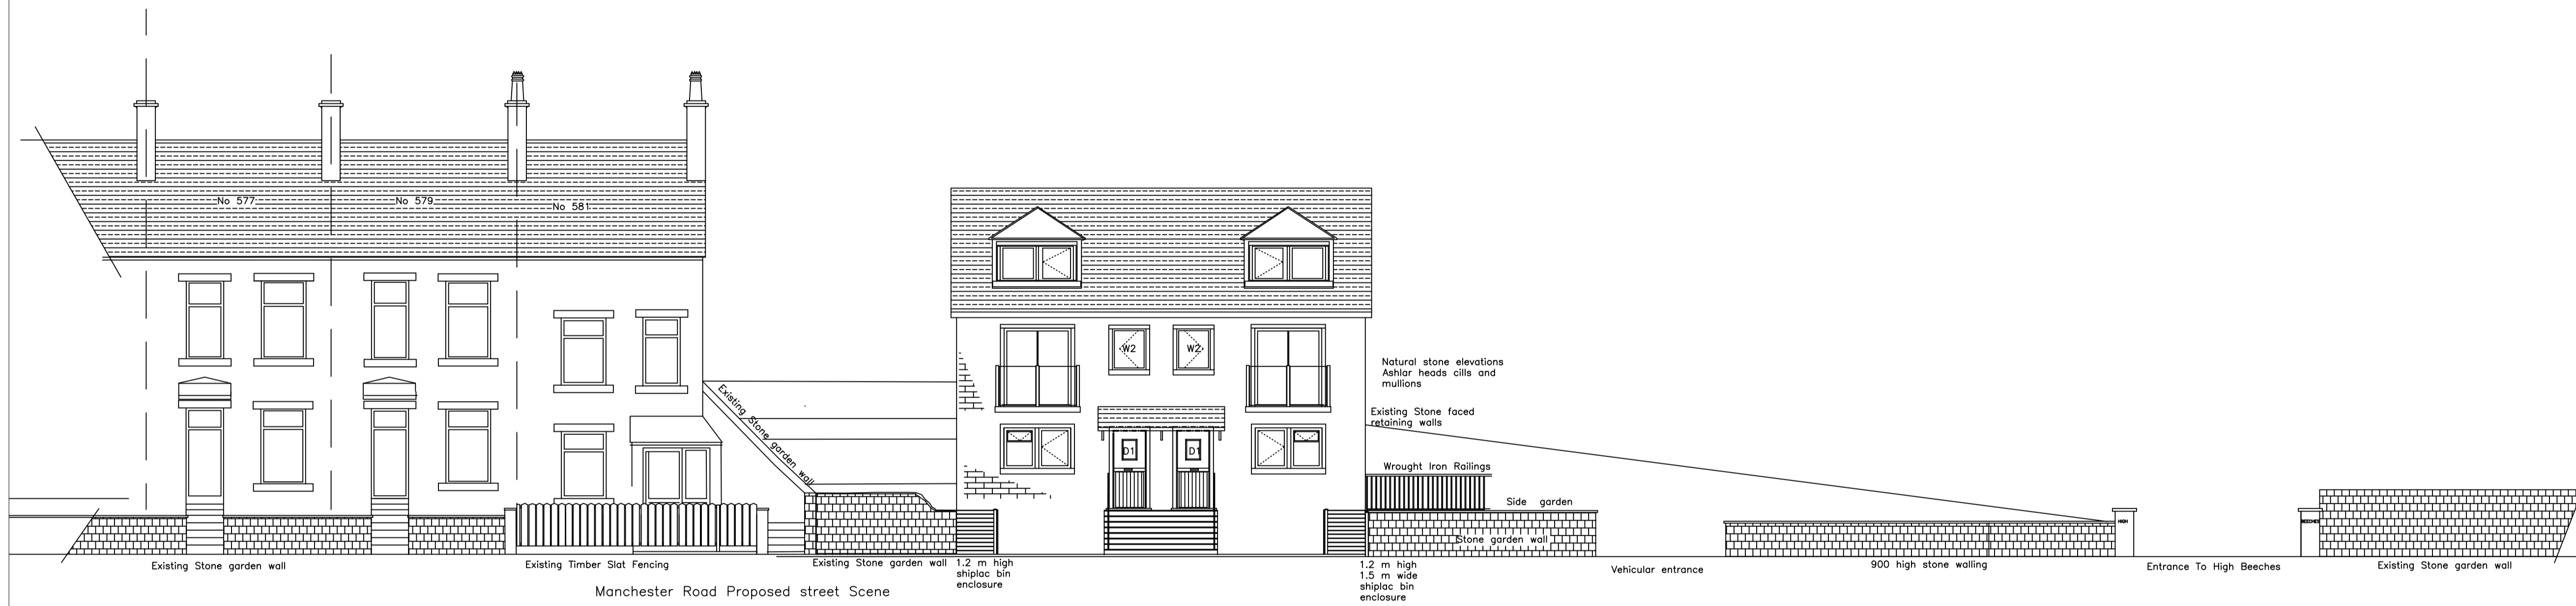 No 577
No 579
No 581
Existing Stone garden wall
W2
W2
D1
D1
Natural stone elevations
Ashlar heads cills and
mullions
Existing Stone faced
retaining walls
Wrought Iron Railings
Side garden
Stone garden wall
HIGH
BEECHES
Existing Stone garden wall
Existing Timber Slat Fencing
Existing Stone garden wall
1.2 m high
shiplac bin
enclosure
1.2 m high
1.5 m wide
shiplac bin
enclosure
Vehicular entrance
900 high stone walling
Entrance To High Beeches
Existing Stone garden wall
Manchester Road Proposed street Scene